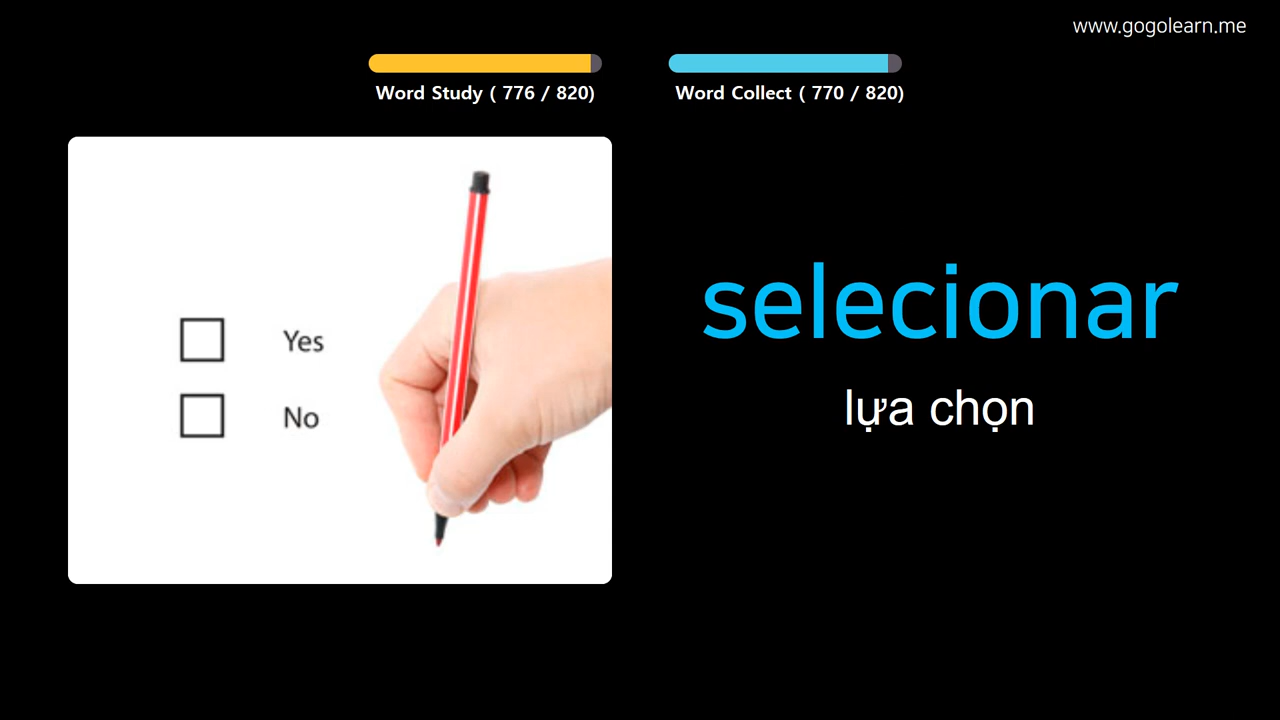 www.gogolearn.me
Word Study ( 776 / 820)
Word Collect ( 770 / 820)
Yes
No
selecionar
lựa chọn